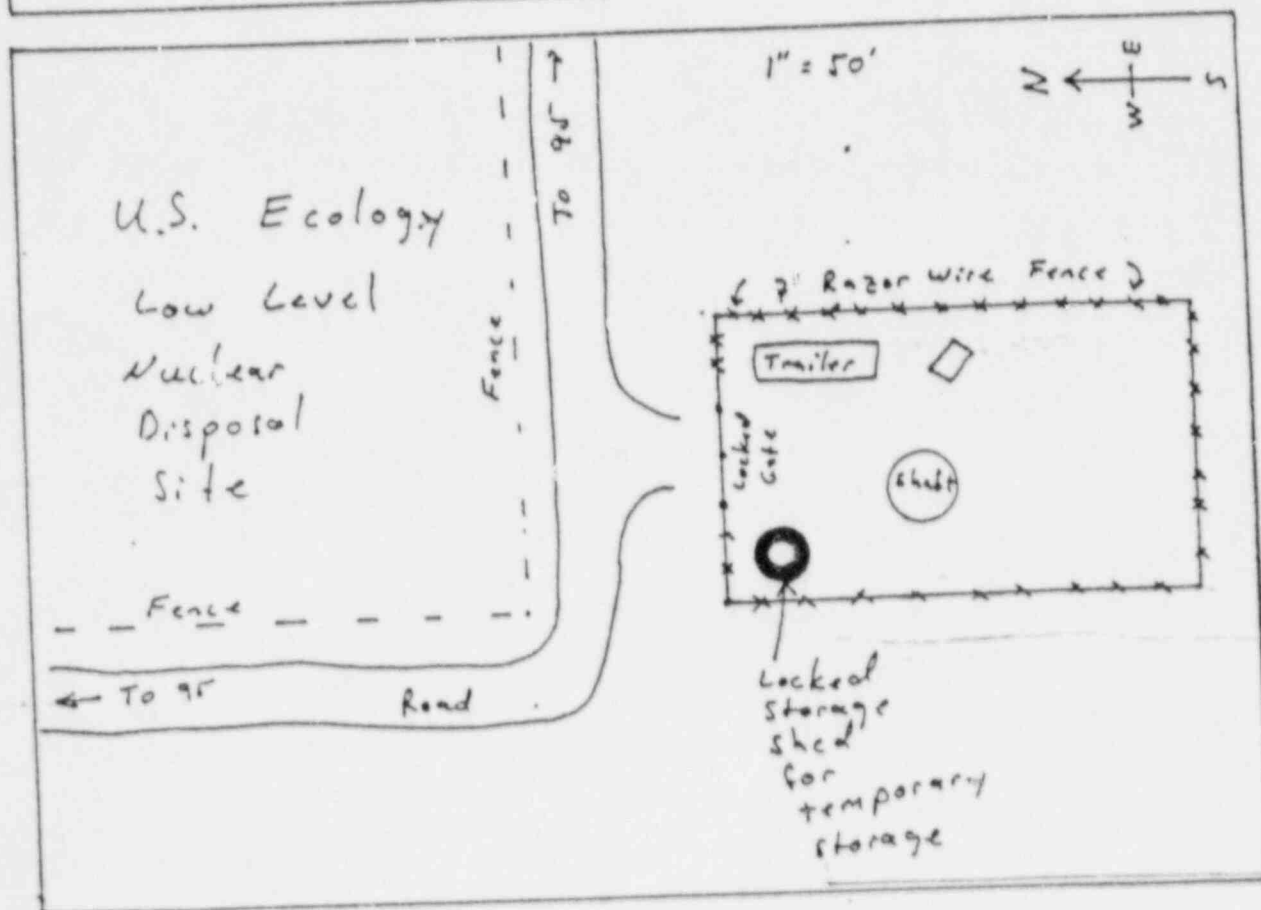 1" = 50'
N
E
W
S
To 95 →
U.S. Ecology
Low Level
Nuclear
Disposal
Site
Fence
7' Razor Wire Fence
Trailer
Locked
Gate
Shaft
Fence
← To 95
Road
Locked
storage
shed
for
temporary
storage